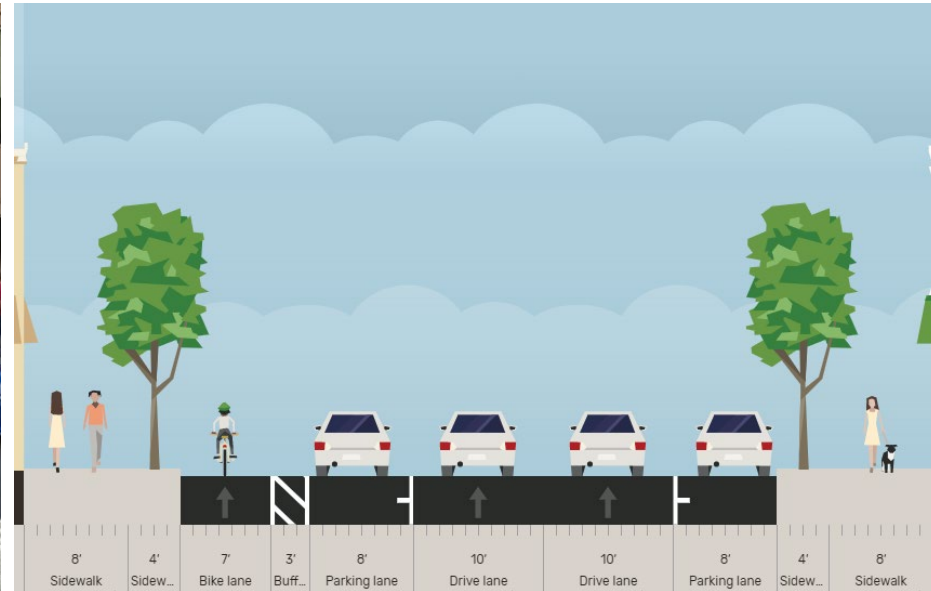 8'
Sidewalk
4'
Sidew...
7'
Bike lane
3'
Buff...
8'
Parking lane
10'
Drive lane
10'
Drive lane
8'
Parking lane
4'
Sidew...
8'
Sidewalk